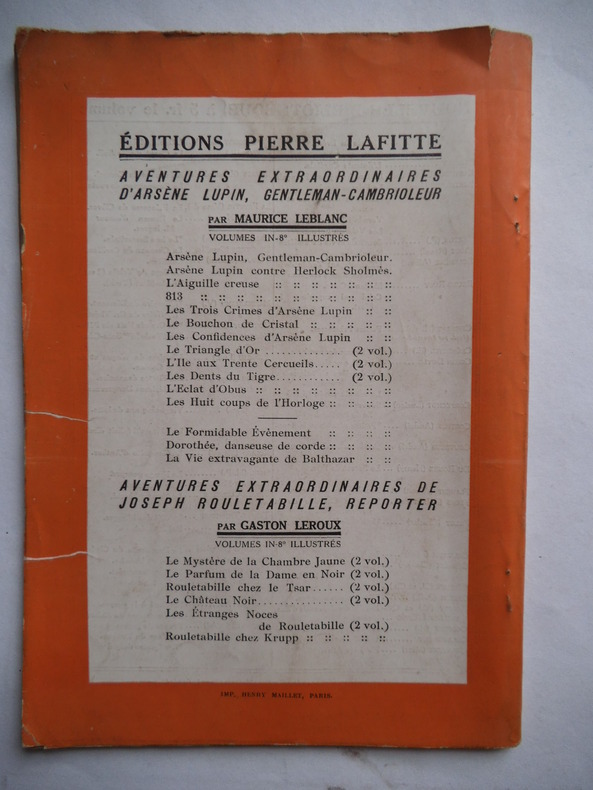 ÉDITIONS PIERRE LAFITTE
AVENTURES EXTRAORDINAIRES
D'ARSÈNE LUPIN, GENTLEMAN-CAMBRIOLEUR
PAR MAURICE LEBLANC
VOLUMES IN-8° ILLUSTRÉS
Arsène Lupin, Gentleman-Cambrioleur.
Arsène Lupin contre Herlock Sholmès.
L'Aiguille creuse :: :: :: :: :: :: ::
813 :: :: :: :: :: :: :: :: :: :: ::
Les Trois Crimes d'Arsène Lupin :: ::
Le Bouchon de Cristal :: :: :: :: ::
Les Confidences d'Arsène Lupin :: ::
Le Triangle d'Or .............. (2 vol.)
L'Ile aux Trente Cercueils..... (2 vol.)
Les Dents du Tigre............ (2 vol.)
L'Eclat d'Obus :: :: :: :: :: :: :: ::
Les Huit coups de l'Horloge :: :: :: ::
Le Formidable Événement :: :: :: ::
Dorothée, danseuse de corde :: :: :: ::
La Vie extravagante de Balthazar :: ::
AVENTURES EXTRAORDINAIRES DE
JOSEPH ROULETABILLE, REPORTER
PAR GASTON LEROUX
VOLUMES IN-8° ILLUSTRÉS
Le Mystère de la Chambre Jaune (2 vol.)
Le Parfum de la Dame en Noir (2 vol.)
Rouletabille chez le Tsar...... (2 vol.)
Le Château Noir................ (2 vol.)
Les Étranges Noces
de Rouletabille (2 vol.)
Rouletabille chez Krupp :: :: :: :: ::
IMP. HENRY MAILLET, PARIS.